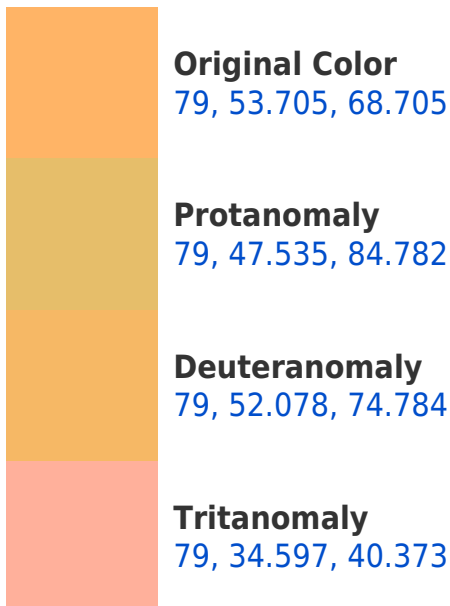 Original Color
79, 53.705, 68.705
Protanomaly
79, 47.535, 84.782
Deuteranomaly
79, 52.078, 74.784
Tritanomaly
79, 34.597, 40.373